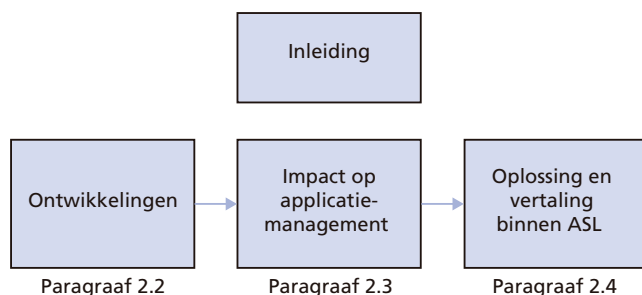 Inleiding
Ontwikkelingen
Impact op
applicatie-
management
Oplossing en
vertaling
binnen ASL
Paragraaf 2.2
Paragraaf 2.3
Paragraaf 2.4